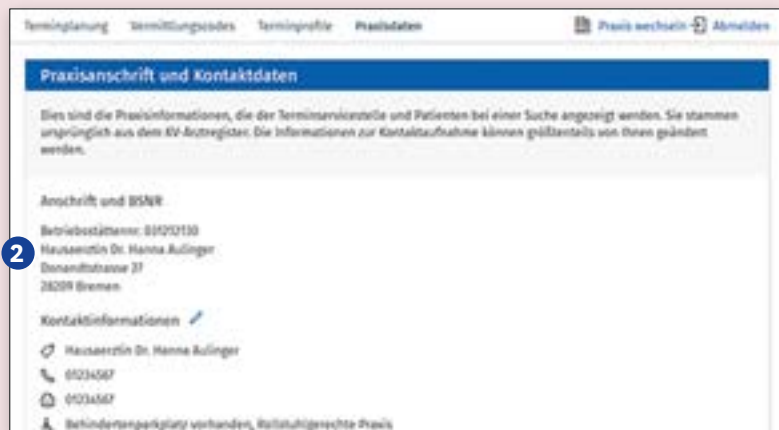 Terminplanung Vermittlungscodes Terminprofile Praxisdaten Praxis wechseln Abmelden
Praxisanschrift und Kontaktdaten
Dies sind die Praxisinformationen, die der Terminservicestelle und Patienten bei einer Suche angezeigt werden. Sie stammen
ursprünglich aus dem KV-Arztregister. Die Informationen zur Kontaktaufnahme können größtenteils von Ihnen geändert
werden.
Anschrift und BSNR
Betriebsstättennr.
2
Hausaerztin Dr. Hanna Aulinger
Donandtstrasse 37
28209 Bremen
Kontaktinformationen
Hausaerztin Dr. Hanna Aulinger
01234567
01234567
Behindertenparkplatz vorhanden, Rollstuhlgerechte Praxis